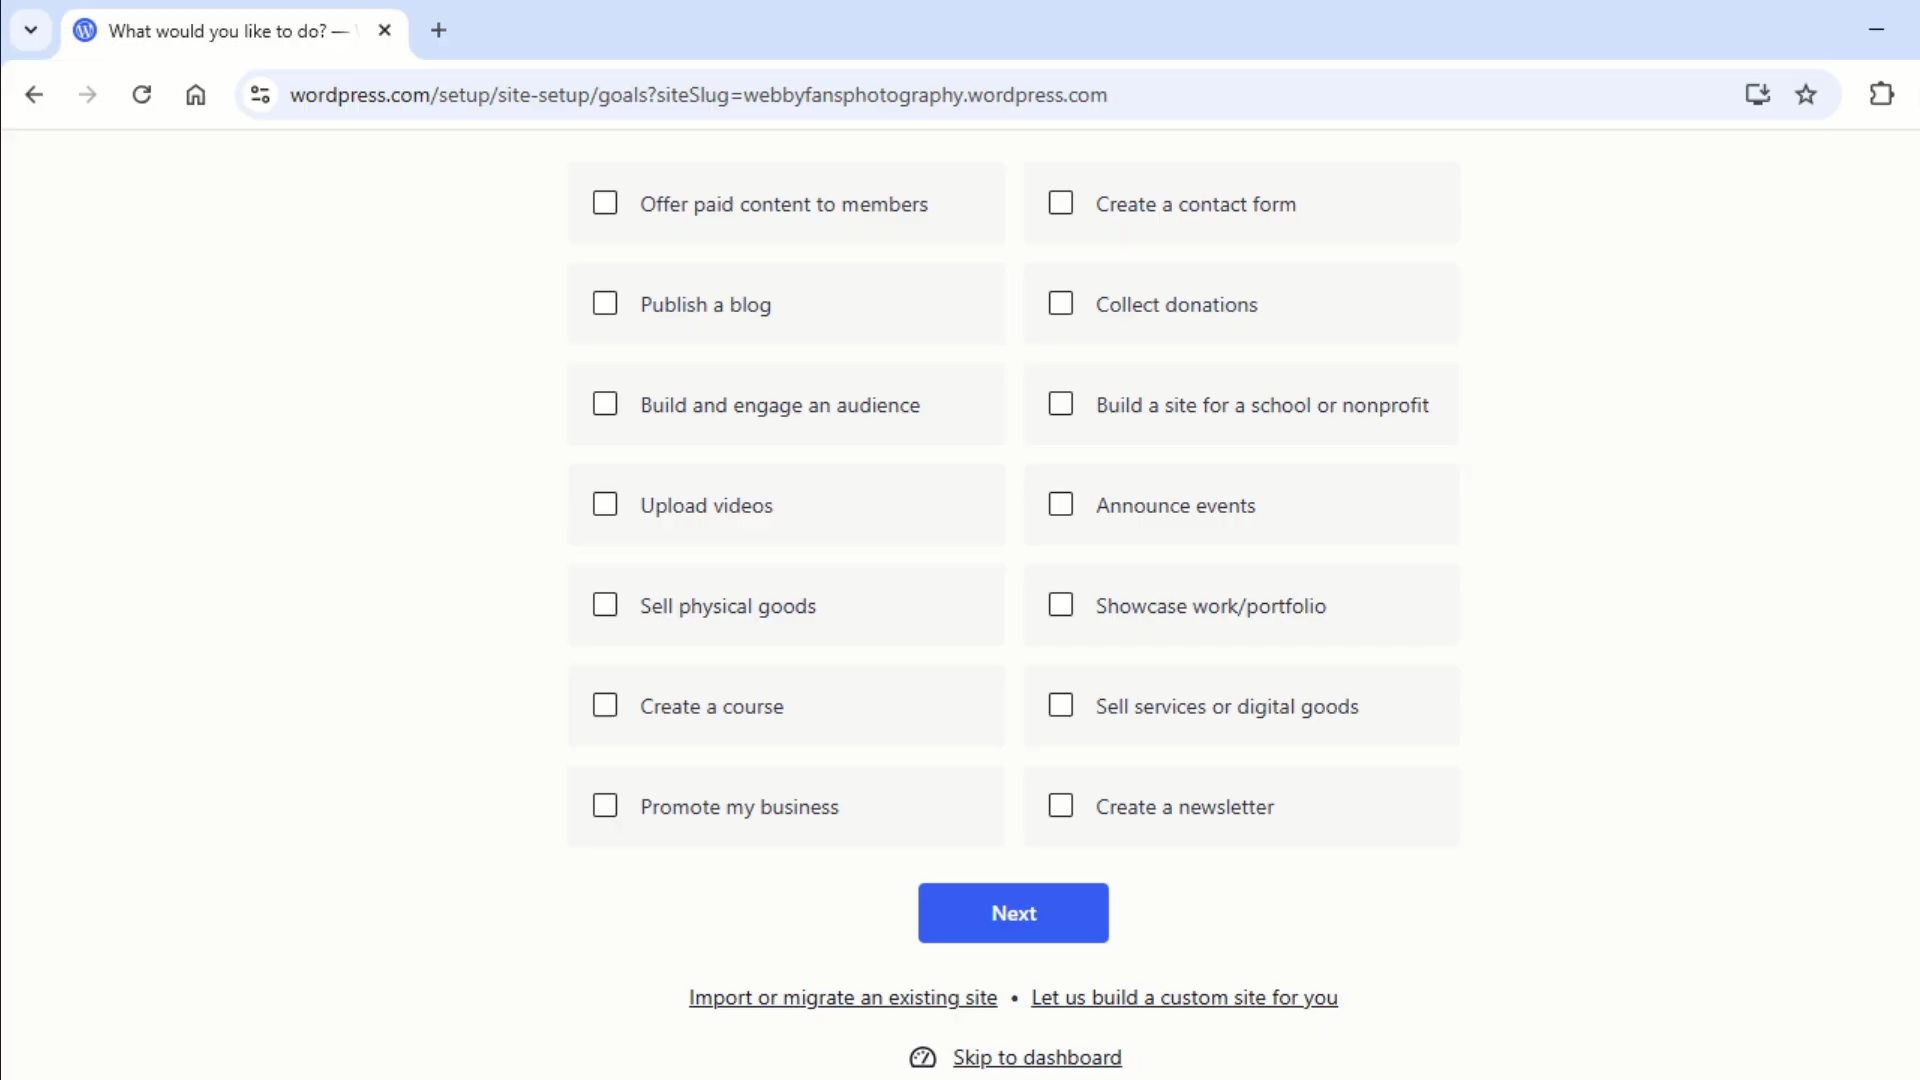 What would you like to do? —
wordpress.com/setup/site-setup/goals?siteSlug=webbyfansphotography.wordpress.com
Offer paid content to members
Create a contact form
Publish a blog
Collect donations
Build and engage an audience
Build a site for a school or nonprofit
Upload videos
Announce events
Sell physical goods
Showcase work/portfolio
Create a course
Sell services or digital goods
Promote my business
Create a newsletter
Next
Import or migrate an existing site • Let us build a custom site for you
Skip to dashboard